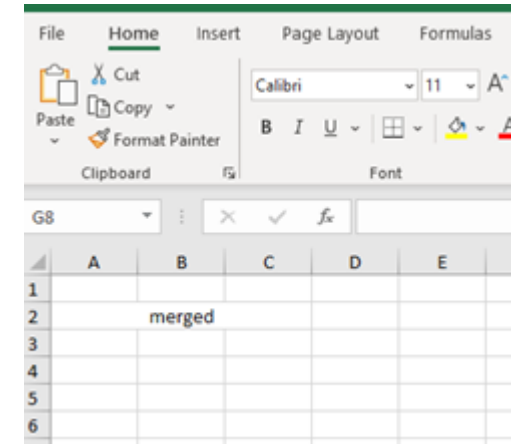 File Home Insert Page Layout Formulas
Cut
Copy
Paste
Format Painter
Calibri 11 A
B I U A
Clipboard Font
G8 fx
A B C D E
1
2 merged
3
4
5
6